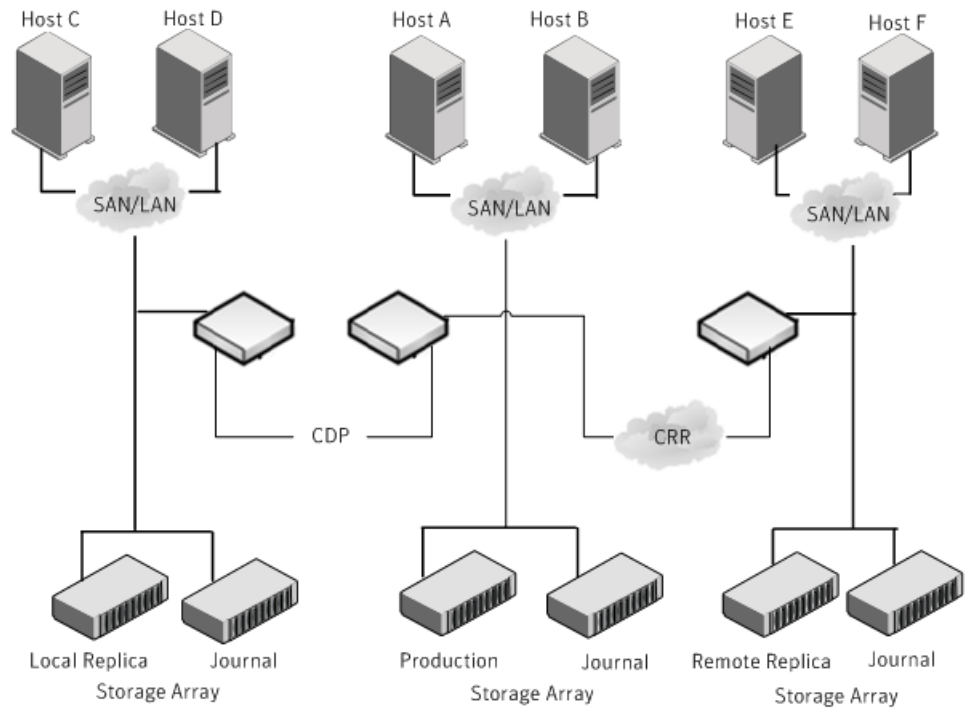 Host C
Host D
Host A
Host B
Host E
Host F
SAN/LAN
SAN/LAN
SAN/LAN
CDP
CRR
Local Replica
Journal
Production
Journal
Remote Replica
Journal
Storage Array
Storage Array
Storage Array